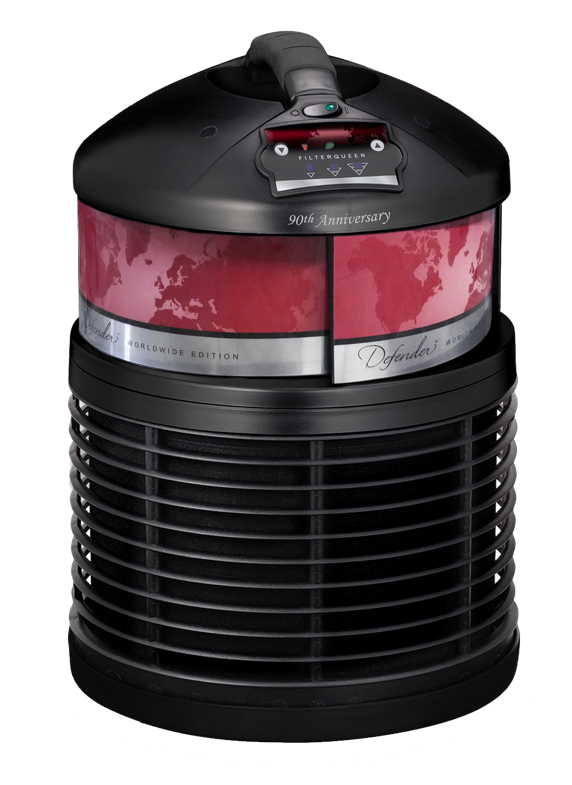 FILTERQUEEN
90th Anniversary
Defender WORLDWIDE EDITION
Defender